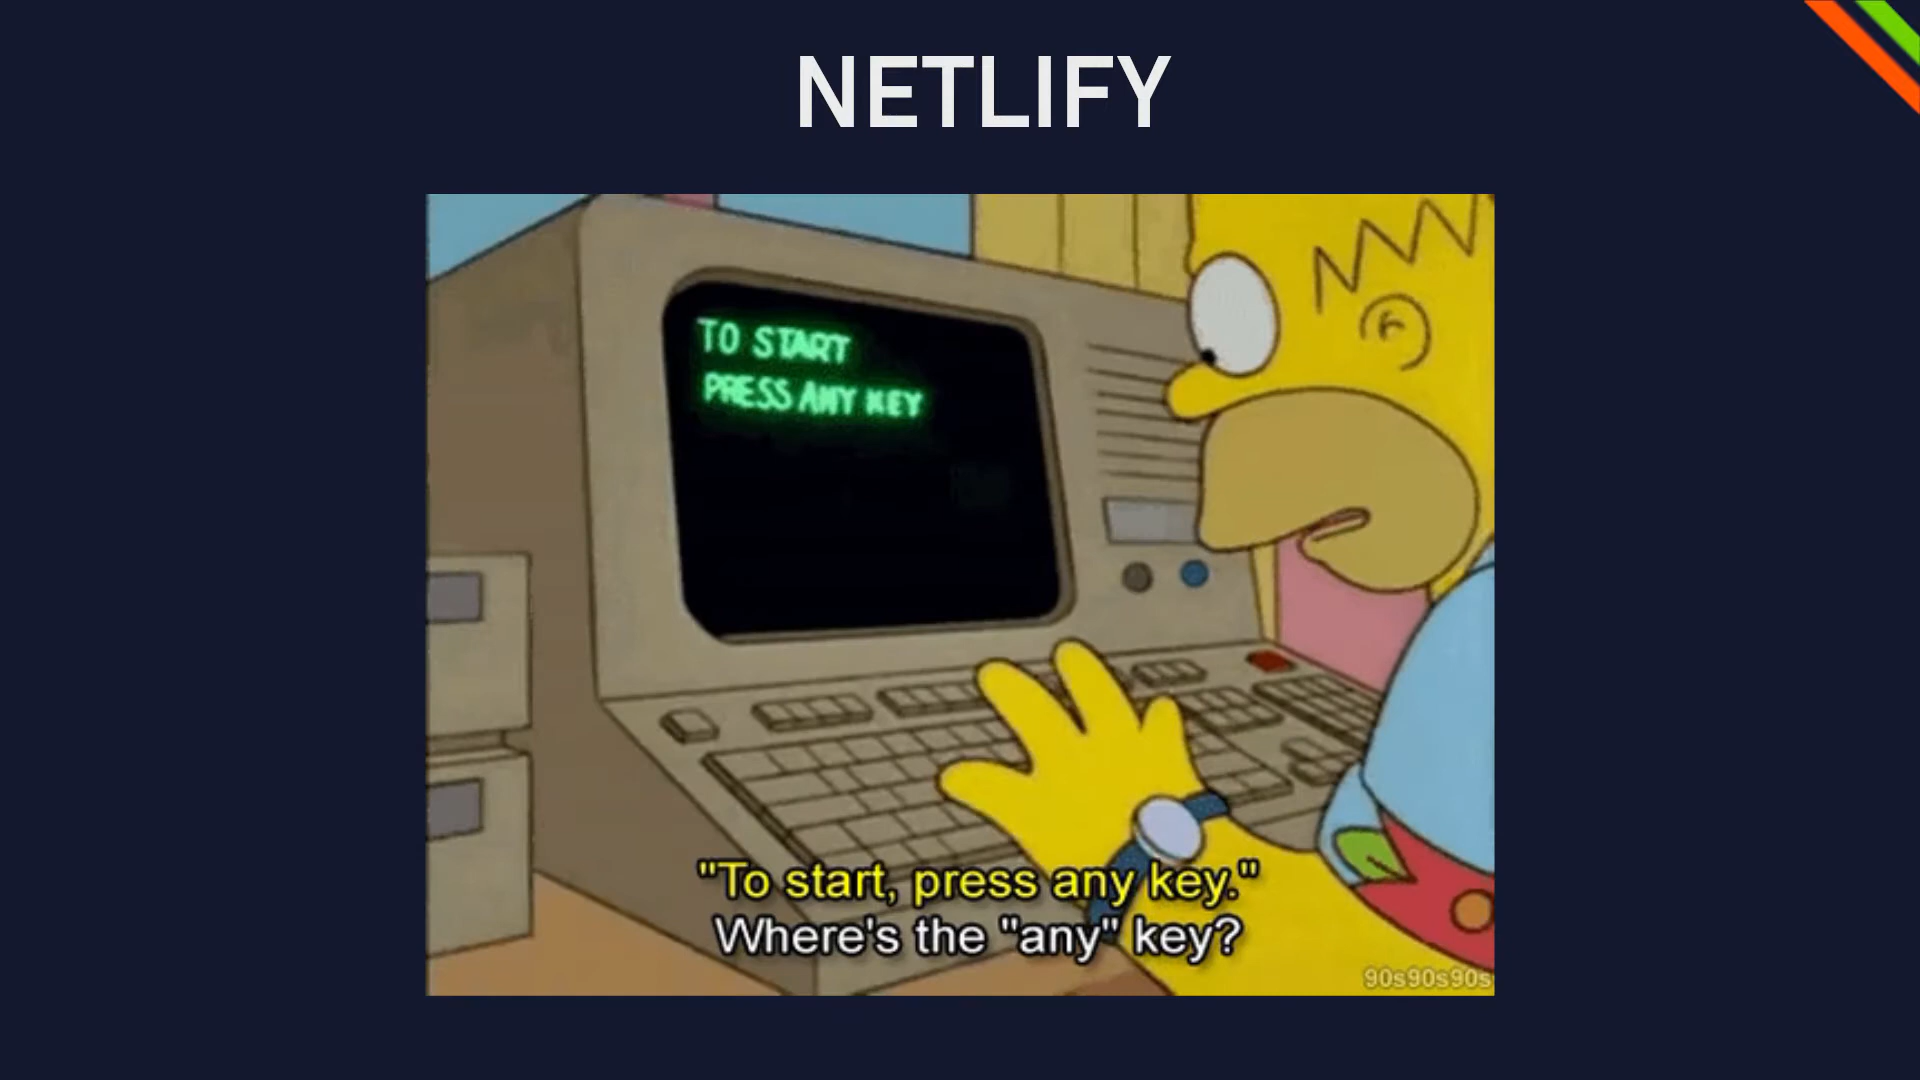 NETLIFY
TO START
PRESS ANY KEY
"To start, press any key."
Where's the "any" key?
90s90s90s